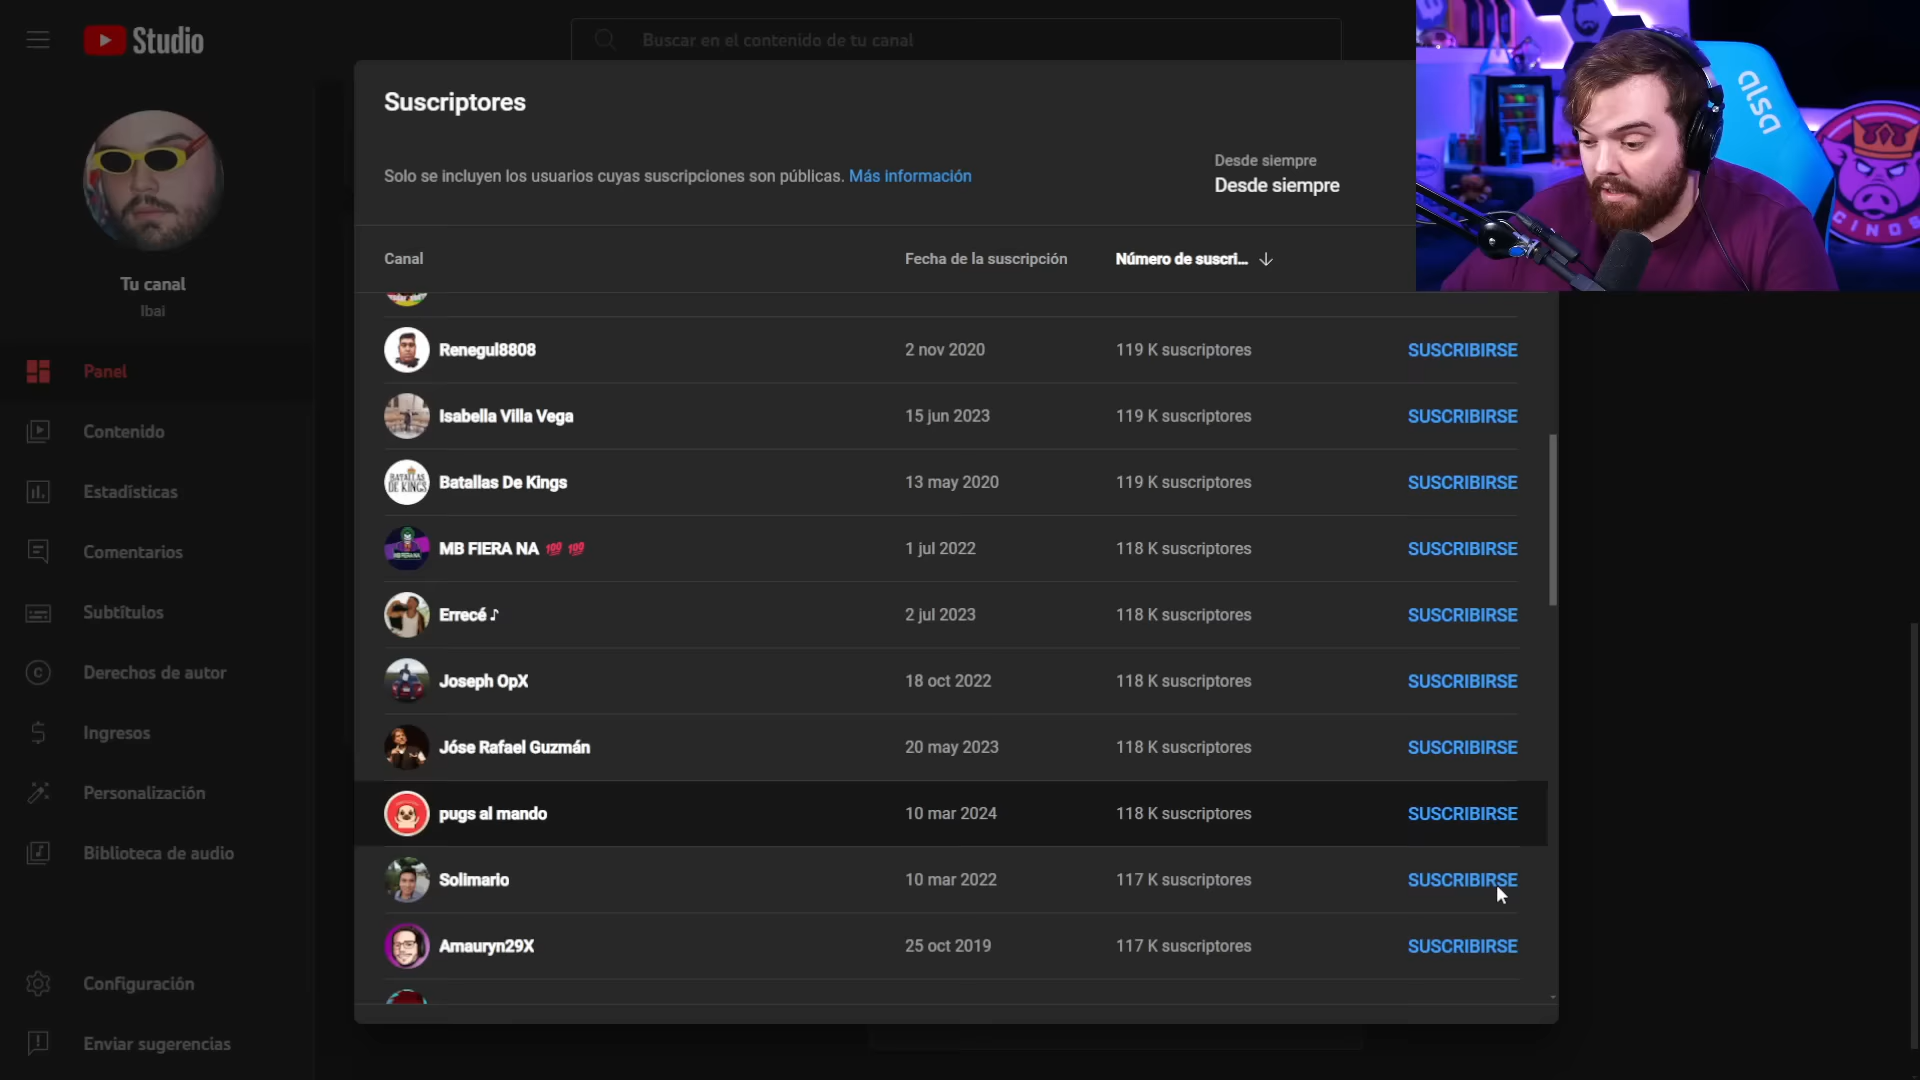 Studio
Buscar en el contenido de tu canal
Tu canal
Ibai
Panel
Contenido
Estadísticas
Comentarios
Subtítulos
Derechos de autor
Ingresos
Personalización
Biblioteca de audio
Configuración
Enviar sugerencias
Suscriptores
Solo se incluyen los usuarios cuyas suscripciones son públicas. Más información
Desde siempre
Desde siempre
Canal Fecha de la suscripción Número de suscri...
Renegul8808 2 nov 2020 119 K suscriptores SUSCRIBIRSE
Isabella Villa Vega 15 jun 2023 119 K suscriptores SUSCRIBIRSE
BATALLAS
DE KINGS
Batallas De Kings 13 may 2020 119 K suscriptores SUSCRIBIRSE
MB FIERA NA 💯 💯 1 jul 2022 118 K suscriptores SUSCRIBIRSE
Errecé ♪ 2 jul 2023 118 K suscriptores SUSCRIBIRSE
Joseph OpX 18 oct 2022 118 K suscriptores SUSCRIBIRSE
Jóse Rafael Guzmán 20 may 2023 118 K suscriptores SUSCRIBIRSE
pugs al mando 10 mar 2024 118 K suscriptores SUSCRIBIRSE
Solimario 10 mar 2022 117 K suscriptores SUSCRIBIRSE
Amauryn29X 25 oct 2019 117 K suscriptores SUSCRIBIRSE
alsa
CINOS